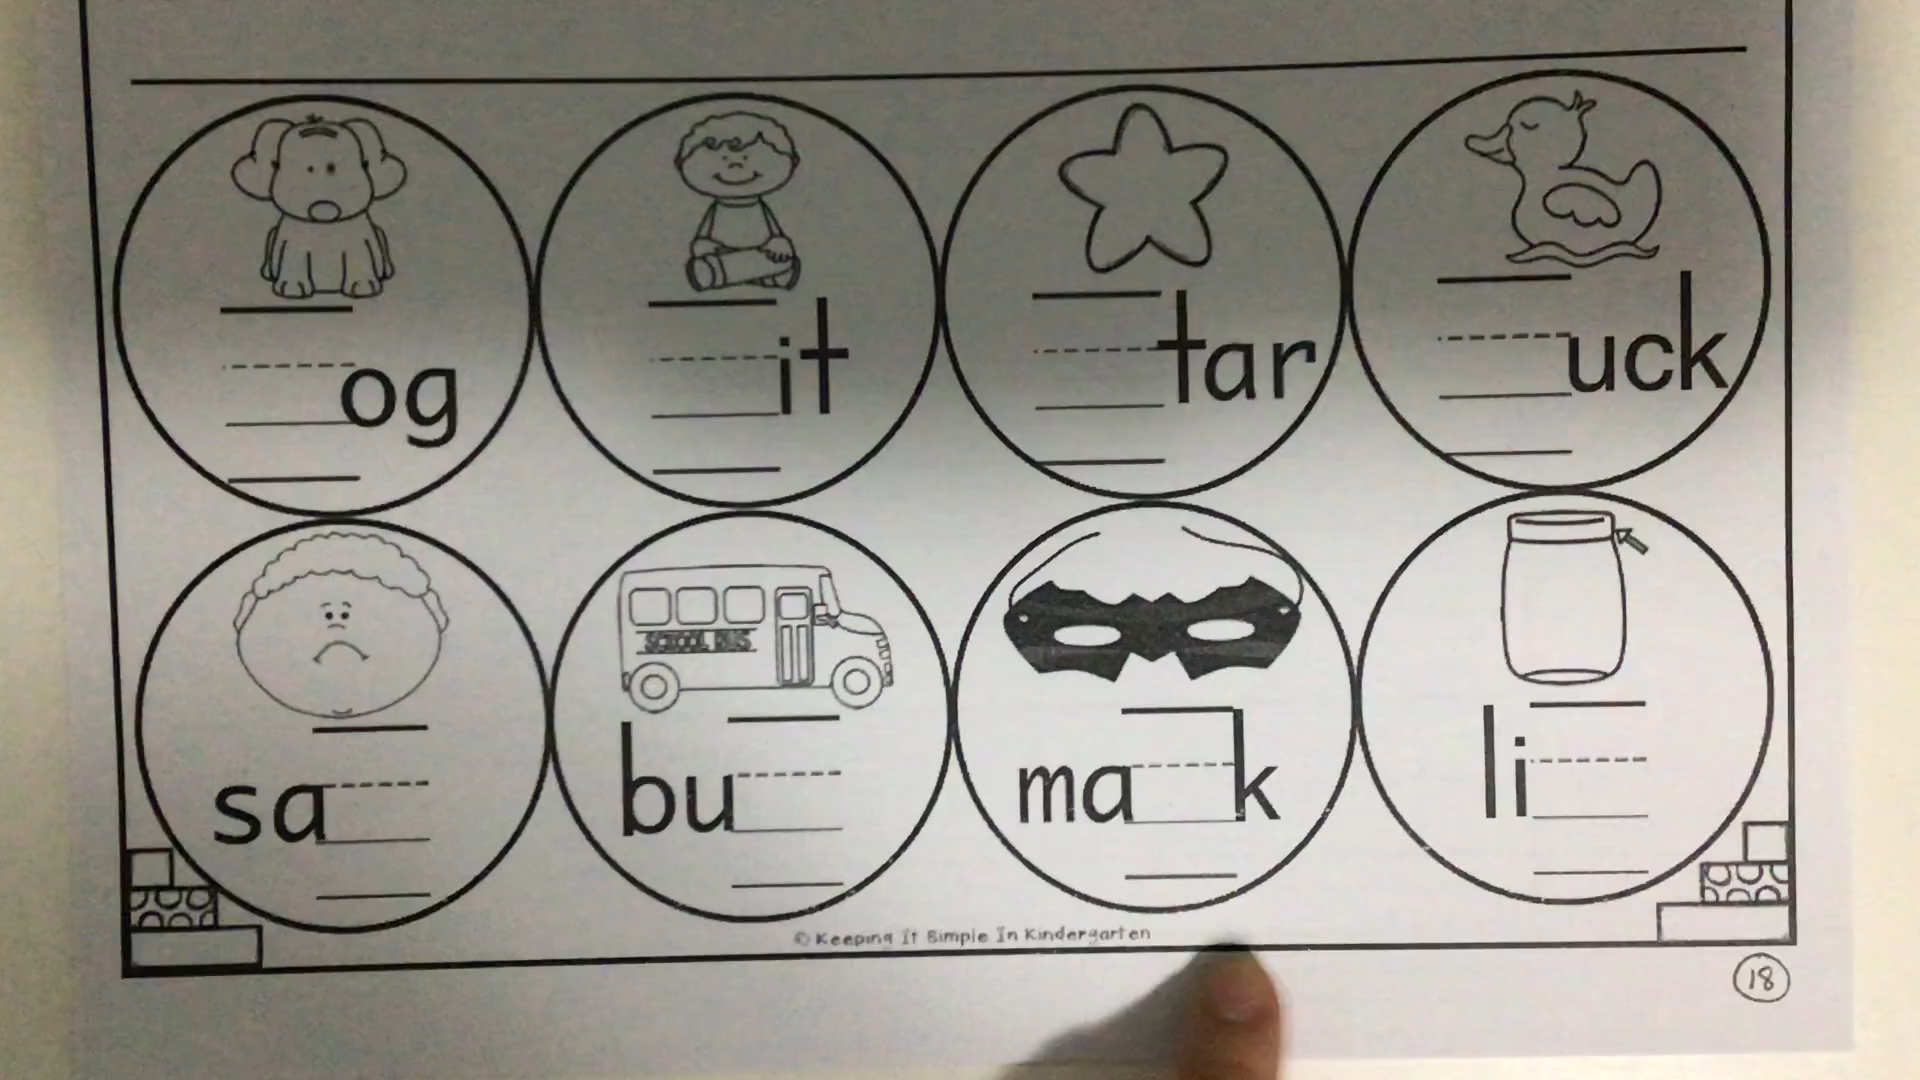 og it tar uck
SCHOOL BUS
sa bu ma k li
© Keeping It Simple In Kindergarten
18